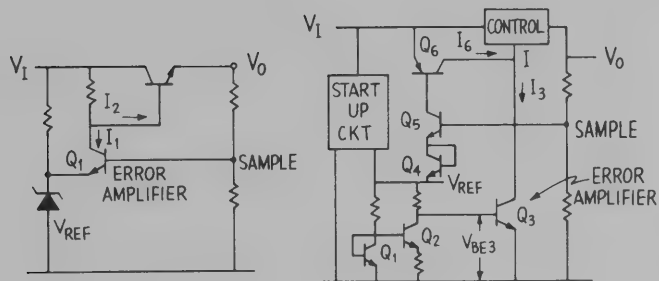 V_I
V_O
I_2
I_1
Q_1
ERROR
AMPLIFIER
SAMPLE
V_REF
V_I
CONTROL
Q_6
I_6
I
V_O
I_3
START
UP
CKT
Q_5
SAMPLE
Q_4
V_REF
ERROR
AMPLIFIER
Q_3
Q_2
Q_1
V_BE3